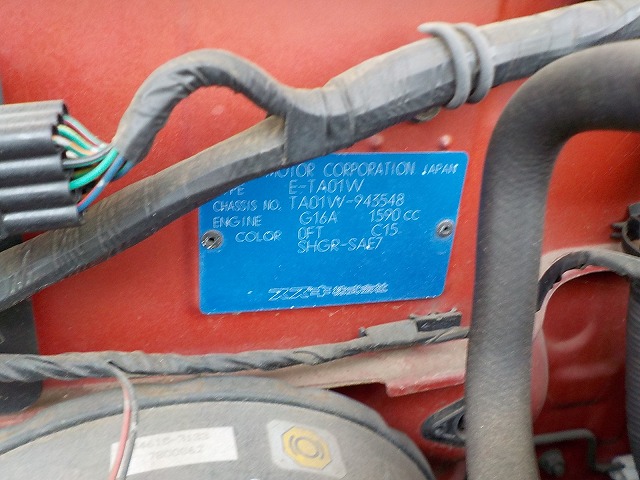 MOTOR CORPORATION JAPAN
E-TA01W
CHASSIS NO. TA01W-943548
ENGINE G16A 1590 cc
COLOR 0FT C15
SHGR-SAE7